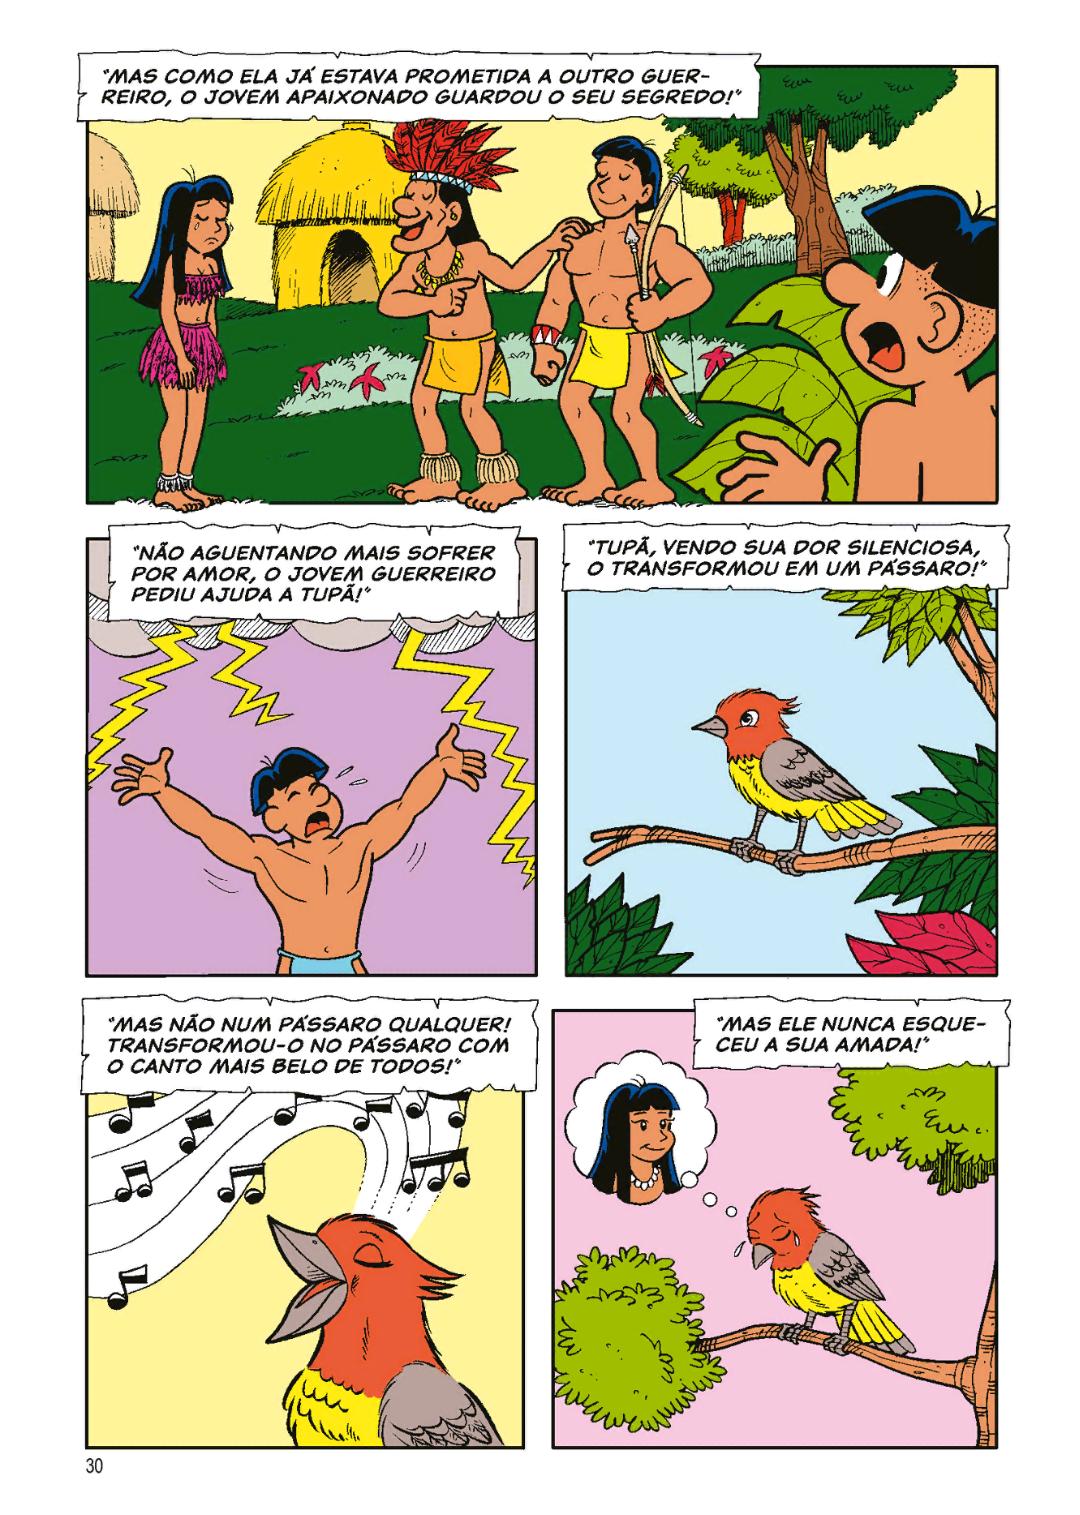 "MAS COMO ELA JÁ ESTAVA PROMETIDA A OUTRO GUER-
REIRO, O JOVEM APAIXONADO GUARDOU O SEU SEGREDO!"
"NÃO AGUENTANDO MAIS SOFRER
POR AMOR, O JOVEM GUERREIRO
PEDIU AJUDA A TUPÃ!"
"TUPÃ, VENDO SUA DOR SILENCIOSA,
O TRANSFORMOU EM UM PÁSSARO!"
"MAS NÃO NUM PÁSSARO QUALQUER!
TRANSFORMOU-O NO PÁSSARO COM
O CANTO MAIS BELO DE TODOS!"
"MAS ELE NUNCA ESQUE-
CEU A SUA AMADA!"
30